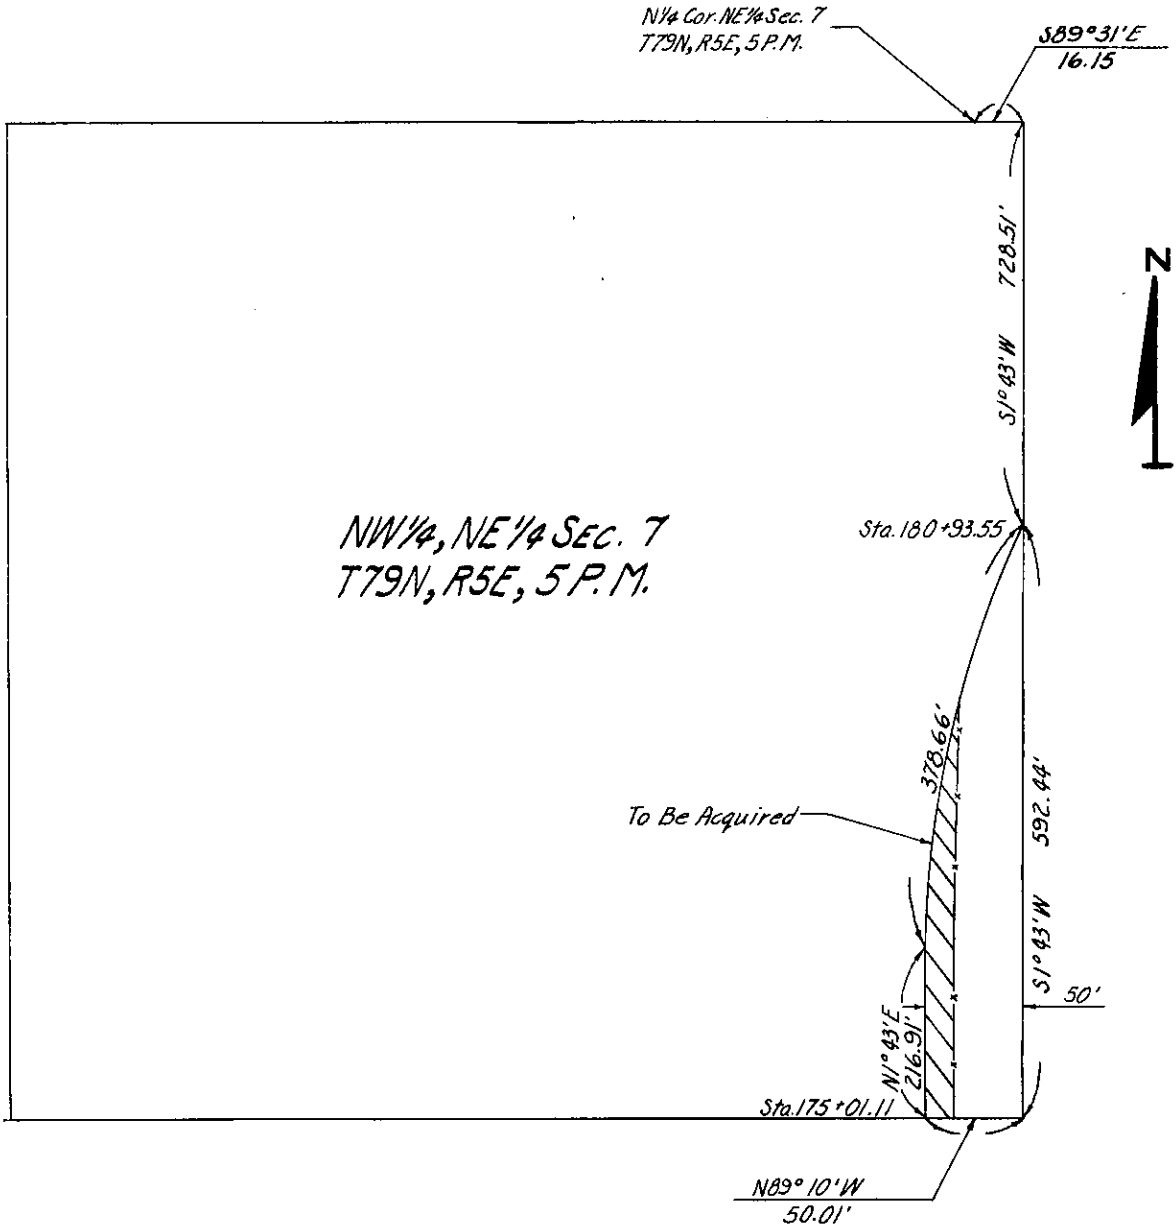 N¼ Cor. NE¼ Sec. 7
T79N, R5E, 5 P.M.
S89°31'E
16.15
S1°43'W 728.51'
N
NW¼, NE¼ SEC. 7
T79N, R5E, 5 P.M.
Sta. 180+93.55
378.66'
To Be Acquired
S1°43'W 592.44'
50'
N1°43'E
216.91'
Sta. 175+01.11
N89°10'W
50.01'